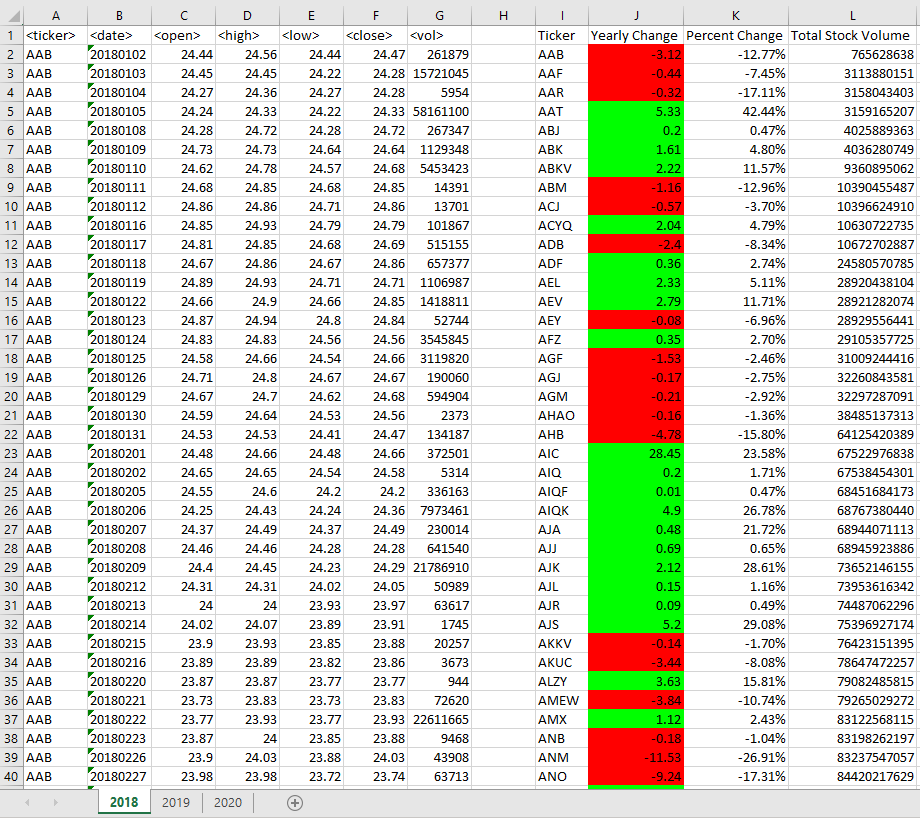 A B C D E F G H I J K L
1 <ticker> <date> <open> <high> <low> <close> <vol> Ticker Yearly Change Percent Change Total Stock Volume
2 AAB 20180102 24.44 24.56 24.44 24.47 261879 AAB -3.12 -12.77% 765628638
3 AAB 20180103 24.45 24.45 24.22 24.28 15721045 AAF -0.44 -7.45% 3113880151
4 AAB 20180104 24.27 24.36 24.27 24.28 5954 AAR -0.32 -17.11% 3158043403
5 AAB 20180105 24.24 24.33 24.22 24.33 58161100 AAT 5.33 42.44% 3159165207
6 AAB 20180108 24.28 24.72 24.28 24.72 267347 ABJ 0.2 0.47% 4025889363
7 AAB 20180109 24.73 24.73 24.64 24.64 1129348 ABK 1.61 4.80% 4036280749
8 AAB 20180110 24.62 24.78 24.57 24.68 5453423 ABKV 2.22 11.57% 9360895062
9 AAB 20180111 24.68 24.85 24.68 24.85 14391 ABM -1.16 -12.96% 10390455487
10 AAB 20180112 24.86 24.86 24.71 24.86 13701 ACJ -0.57 -3.70% 10396624910
11 AAB 20180116 24.85 24.93 24.79 24.79 101867 ACYQ 2.04 4.79% 10630722735
12 AAB 20180117 24.81 24.85 24.68 24.69 515155 ADB -2.4 -8.34% 10672702887
13 AAB 20180118 24.67 24.86 24.67 24.86 657377 ADF 0.36 2.74% 24580570785
14 AAB 20180119 24.89 24.93 24.71 24.71 1106987 AEL 2.33 5.11% 28920438104
15 AAB 20180122 24.66 24.9 24.66 24.85 1418811 AEV 2.79 11.71% 28921282074
16 AAB 20180123 24.87 24.94 24.8 24.84 52744 AEY -0.08 -6.96% 28929556441
17 AAB 20180124 24.83 24.83 24.56 24.56 3545845 AFZ 0.35 2.70% 29105357725
18 AAB 20180125 24.58 24.66 24.54 24.66 3119820 AGF -1.53 -2.46% 31009244416
19 AAB 20180126 24.71 24.8 24.67 24.67 190060 AGJ -0.17 -2.75% 32260843581
20 AAB 20180129 24.67 24.7 24.62 24.68 594904 AGM -0.21 -2.92% 32297287091
21 AAB 20180130 24.59 24.64 24.53 24.56 2373 AHAO -0.16 -1.36% 38485137313
22 AAB 20180131 24.53 24.53 24.41 24.47 134187 AHB -4.78 -15.80% 64125420389
23 AAB 20180201 24.48 24.66 24.48 24.66 372501 AIC 28.45 23.58% 67522976838
24 AAB 20180202 24.65 24.65 24.54 24.58 5314 AIQ 0.2 1.71% 67538454301
25 AAB 20180205 24.55 24.6 24.2 24.2 336163 AIQF 0.01 0.47% 68451684173
26 AAB 20180206 24.25 24.43 24.24 24.36 7973461 AIQK 4.9 26.78% 68767380440
27 AAB 20180207 24.37 24.49 24.37 24.49 230014 AJA 0.48 21.72% 68944071113
28 AAB 20180208 24.46 24.46 24.28 24.28 641540 AJJ 0.69 0.65% 68945923886
29 AAB 20180209 24.4 24.45 24.23 24.29 21786910 AJK 2.12 28.61% 73652146155
30 AAB 20180212 24.31 24.31 24.02 24.05 50989 AJL 0.15 1.16% 73953616342
31 AAB 20180213 24 24 23.93 23.97 63617 AJR 0.09 0.49% 74487062296
32 AAB 20180214 24.02 24.07 23.89 23.91 1745 AJS 5.2 29.08% 75396927174
33 AAB 20180215 23.9 23.93 23.85 23.88 20257 AKKV -0.14 -1.70% 76423151395
34 AAB 20180216 23.89 23.89 23.82 23.86 3673 AKUC -3.44 -8.08% 78647472257
35 AAB 20180220 23.87 23.87 23.77 23.77 944 ALZY 3.63 15.81% 79082485815
36 AAB 20180221 23.73 23.83 23.73 23.83 72620 AMEW -3.84 -10.74% 79265029272
37 AAB 20180222 23.77 23.93 23.77 23.93 22611665 AMX 1.12 2.43% 83122568115
38 AAB 20180223 23.87 24 23.85 23.88 9468 ANB -0.18 -1.04% 83198262197
39 AAB 20180226 23.9 24.03 23.88 24.03 43908 ANM -11.53 -26.91% 83237547057
40 AAB 20180227 23.98 23.98 23.72 23.74 63713 ANO -9.24 -17.31% 84420217629
2018 2019 2020